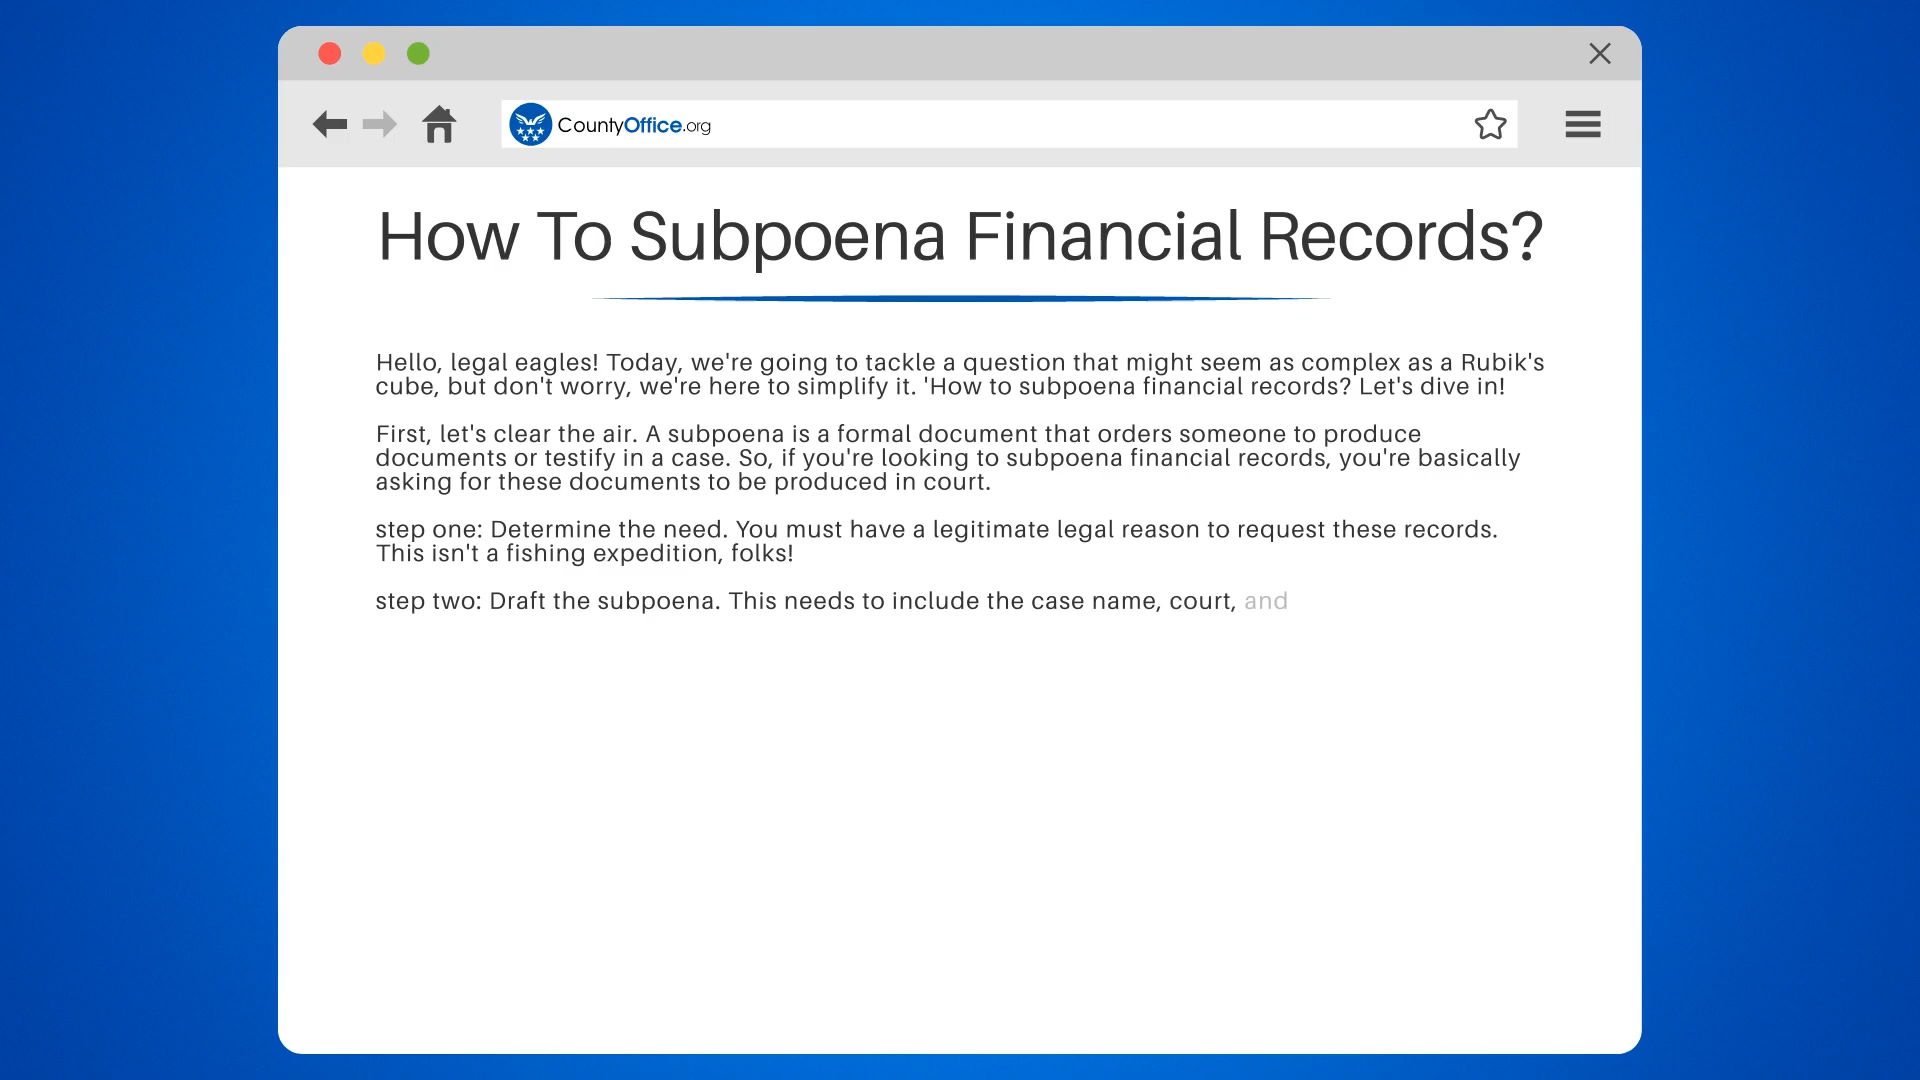 CountyOffice.org
How To Subpoena Financial Records?
Hello, legal eagles! Today, we're going to tackle a question that might seem as complex as a Rubik's
cube, but don't worry, we're here to simplify it. 'How to subpoena financial records? Let's dive in!
First, let's clear the air. A subpoena is a formal document that orders someone to produce
documents or testify in a case. So, if you're looking to subpoena financial records, you're basically
asking for these documents to be produced in court.
step one: Determine the need. You must have a legitimate legal reason to request these records.
This isn't a fishing expedition, folks!
step two: Draft the subpoena. This needs to include the case name, court, and